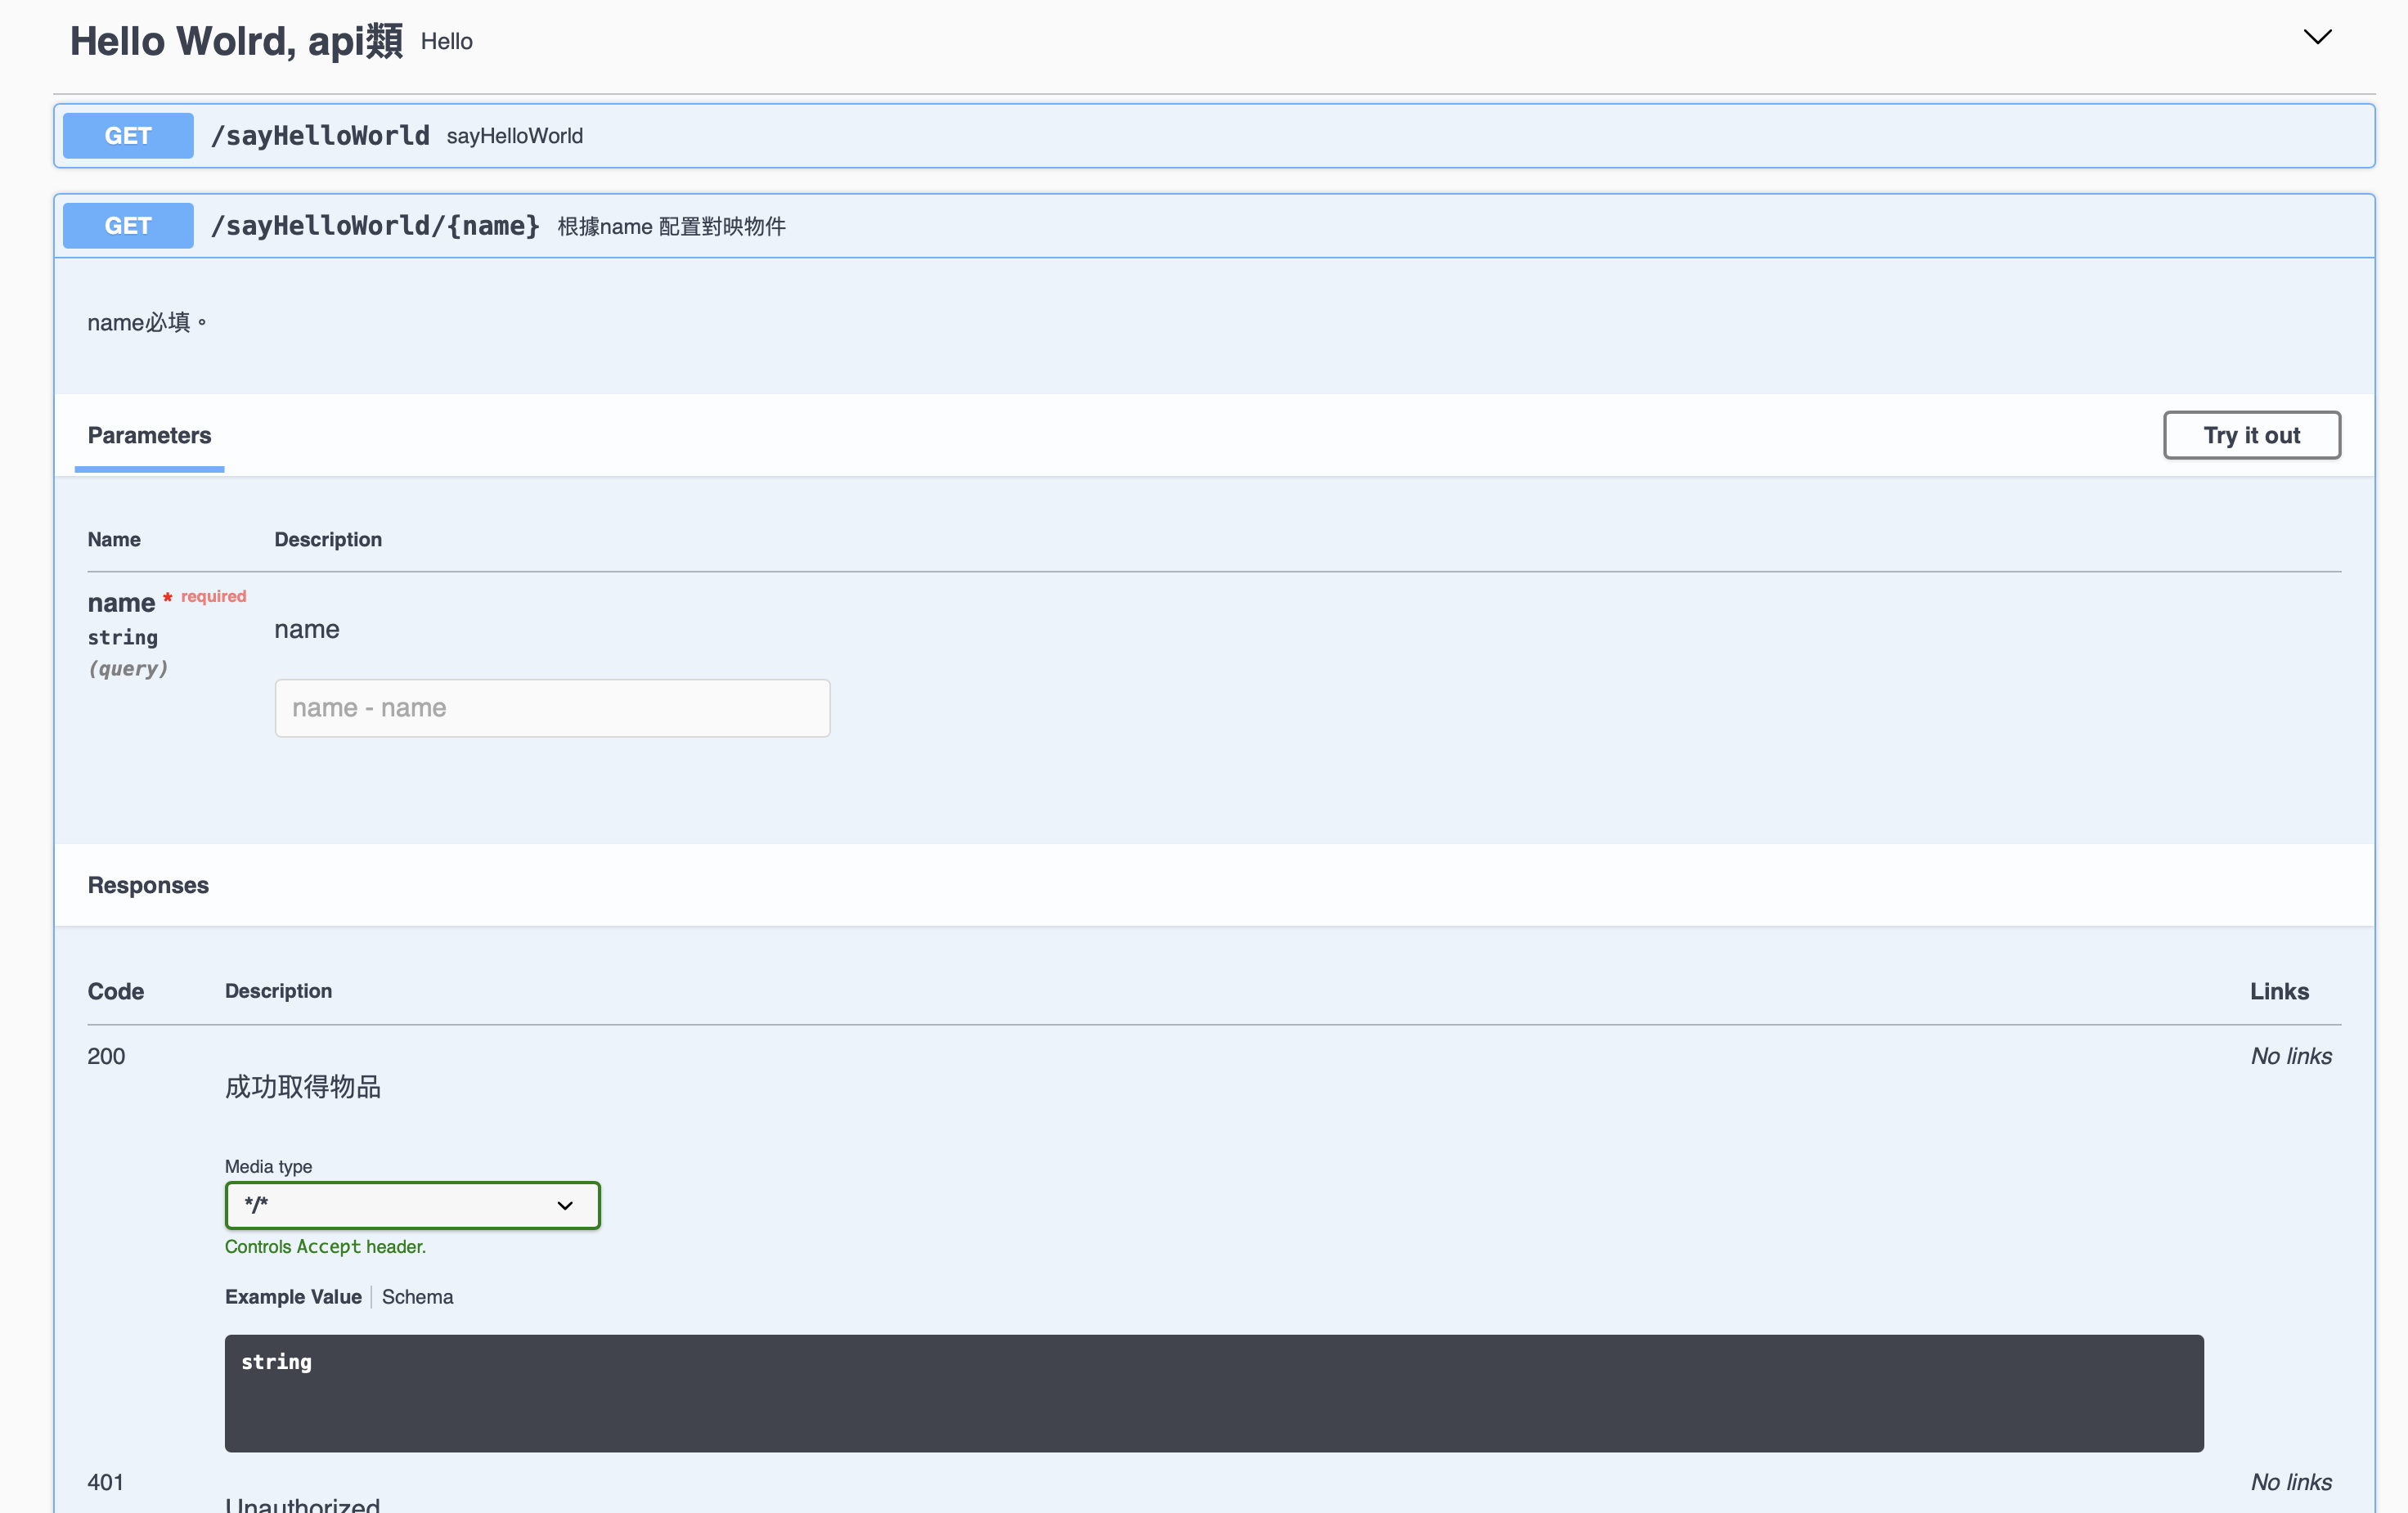 Hello Wolrd, api類 Hello
GET /sayHelloWorld sayHelloWorld
GET /sayHelloWorld/{name} 根據name 配置對映物件
name必填。
Parameters Try it out
Name Description
name * required
string
(query)
name
name - name
Responses
Code Description Links
200 No links
成功取得物品
Media type
*/*
Controls Accept header.
Example Value Schema
string
401 No links
Unauthorized